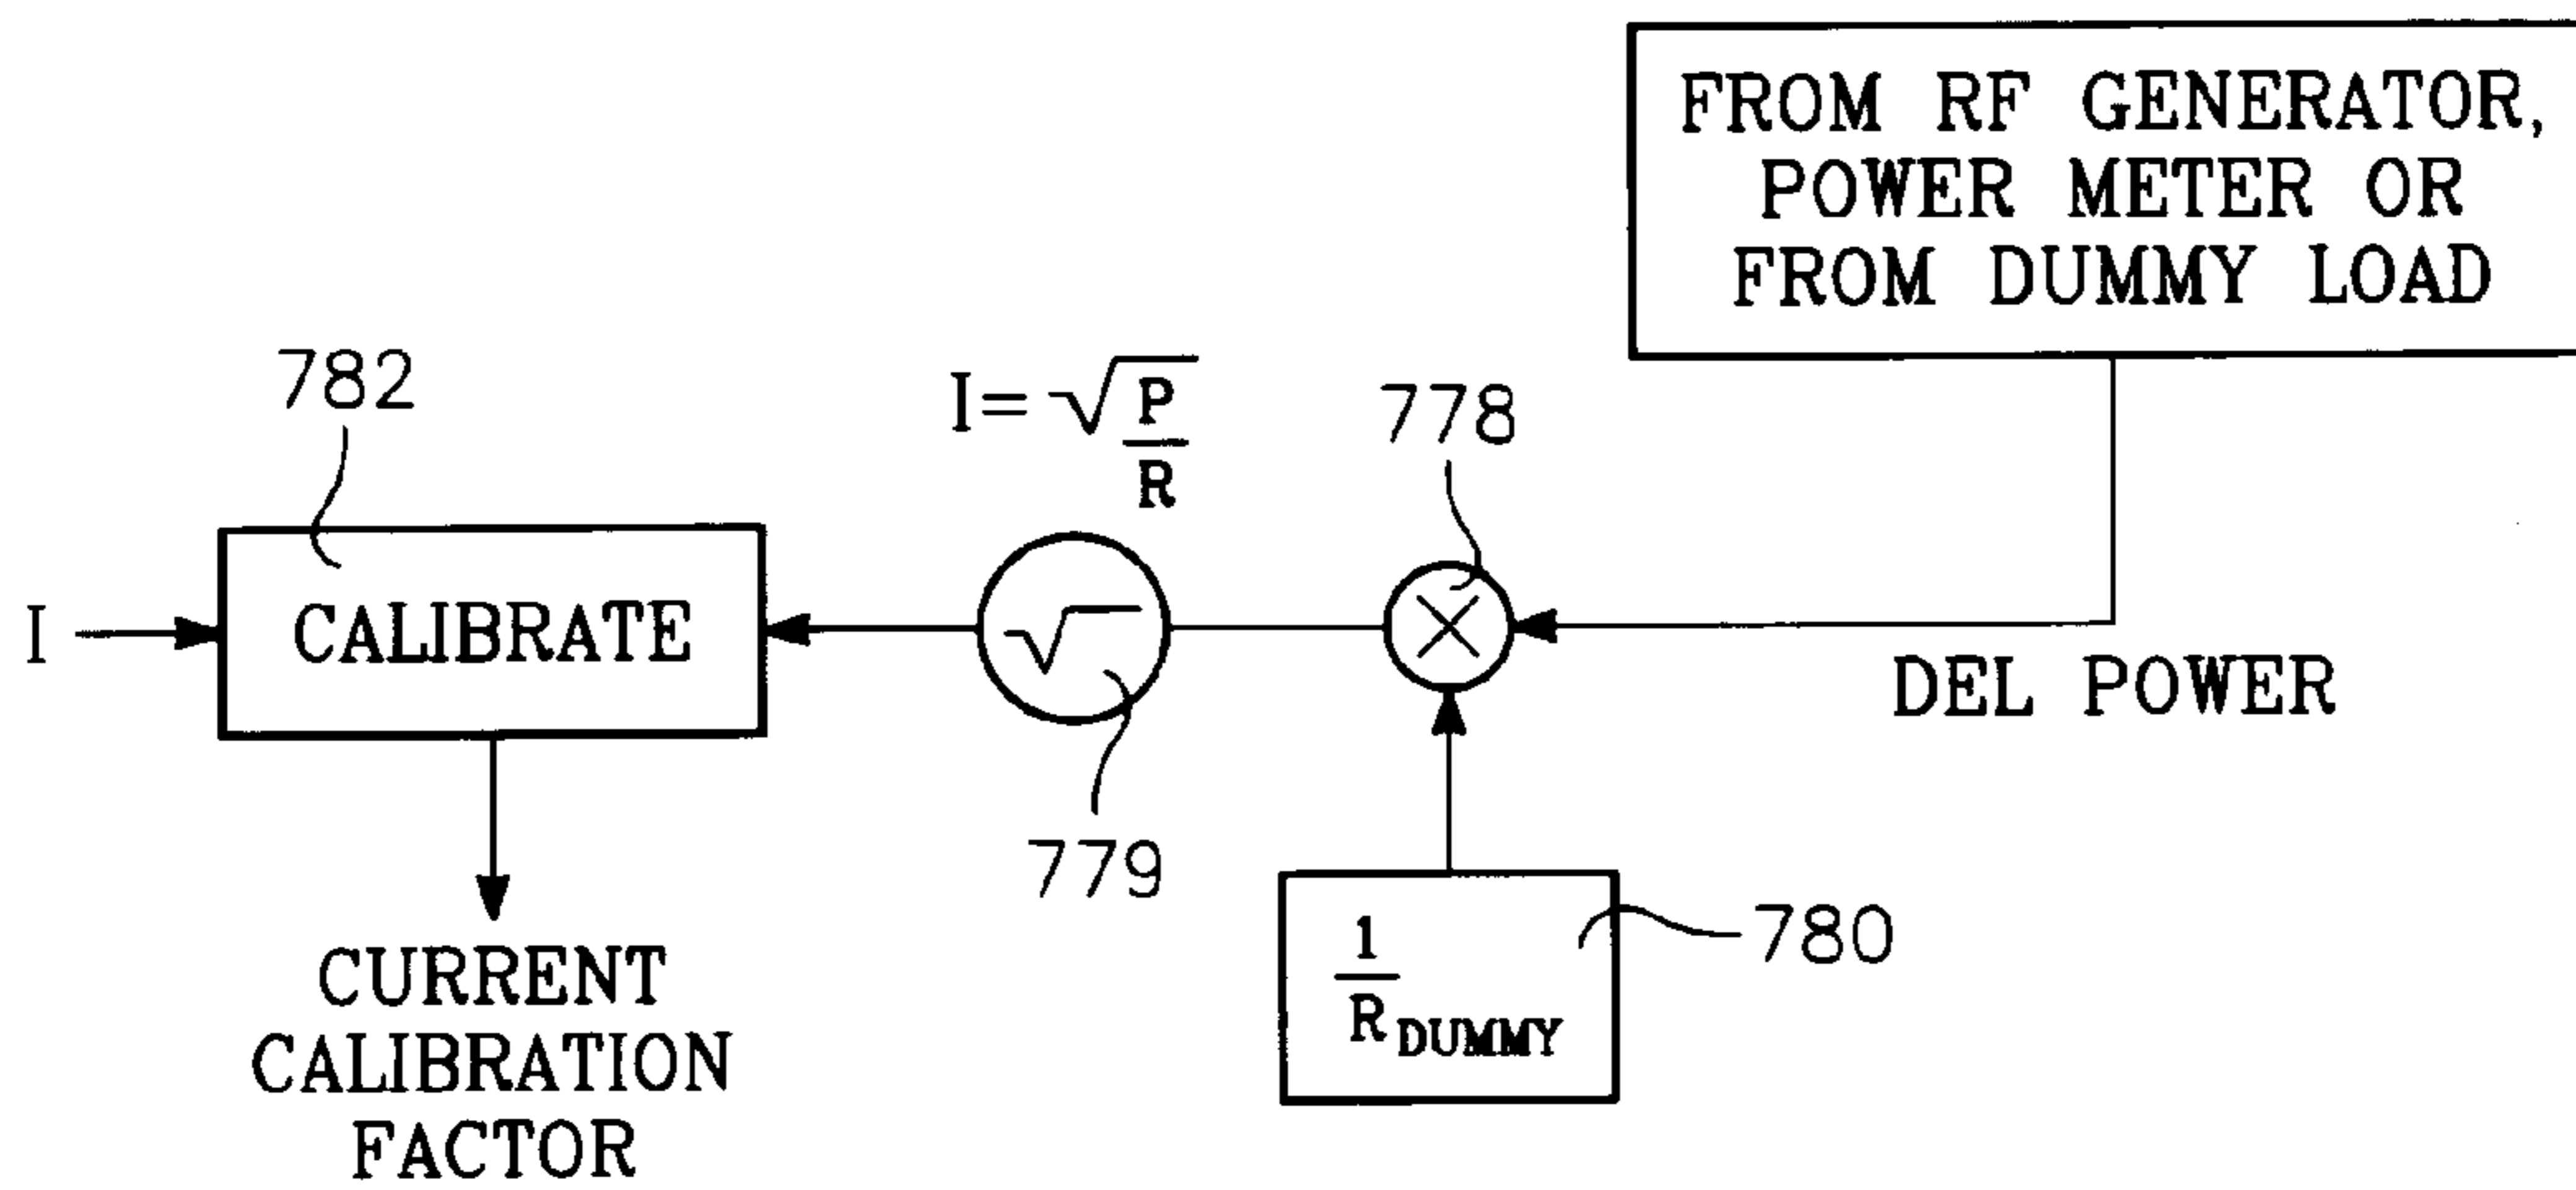 FROM RF GENERATOR,
POWER METER OR
FROM DUMMY LOAD
782
I=√P/R
778
I
CALIBRATE
√
×
DEL POWER
779
1/R DUMMY
780
CURRENT
CALIBRATION
FACTOR